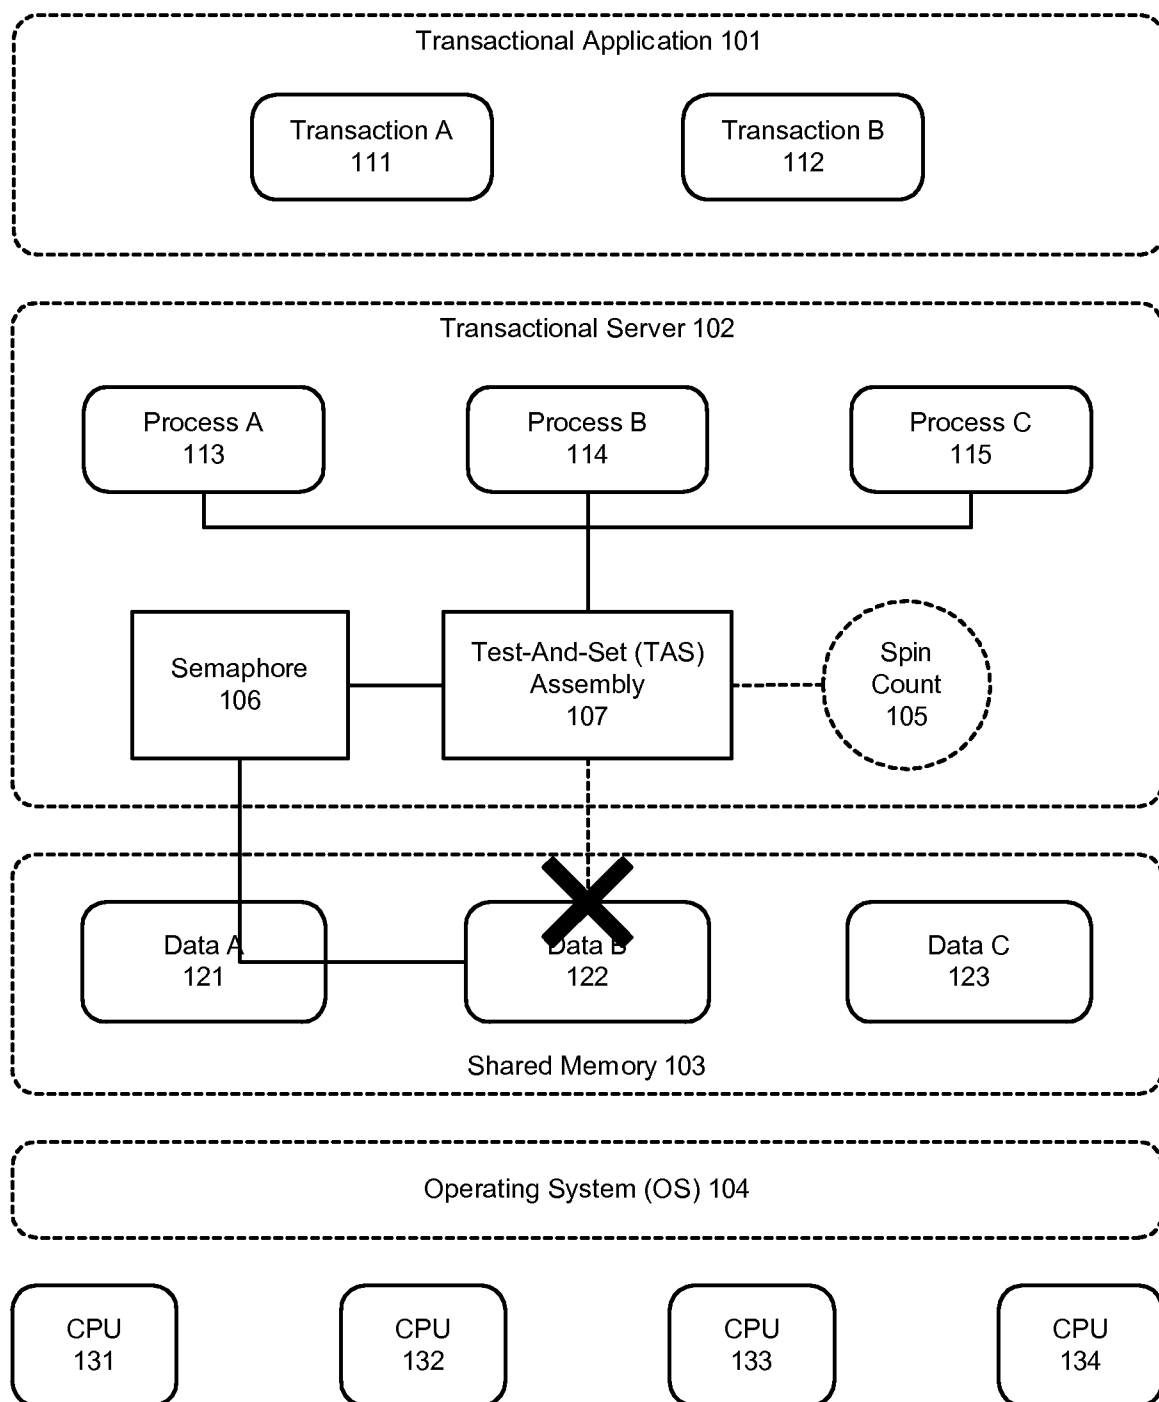 Transactional Application 101
Transaction A
111
Transaction B
112
Transactional Server 102
Process A
113
Process B
114
Process C
115
Semaphore
106
Test-And-Set (TAS)
Assembly
107
Spin
Count
105
Data A
121
Data B
122
Data C
123
Shared Memory 103
Operating System (OS) 104
CPU
131
CPU
132
CPU
133
CPU
134